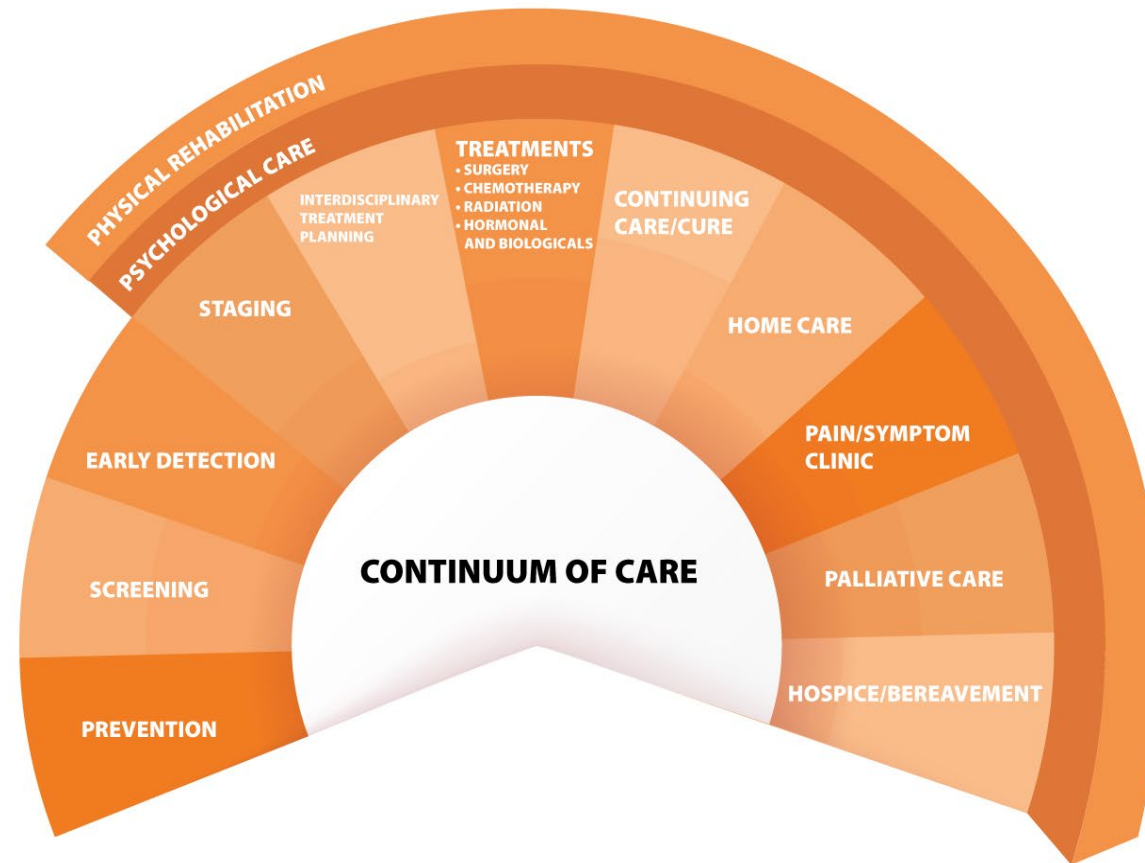 PHYSICAL REHABILITATION
PSYCHOLOGICAL CARE
PREVENTION
SCREENING
EARLY DETECTION
STAGING
INTERDISCIPLINARY
TREATMENT
PLANNING
TREATMENTS
• SURGERY
• CHEMOTHERAPY
• RADIATION
• HORMONAL
AND BIOLOGICALS
CONTINUING
CARE/CURE
HOME CARE
PAIN/SYMPTOM
CLINIC
PALLIATIVE CARE
HOSPICE/BEREAVEMENT
CONTINUUM OF CARE